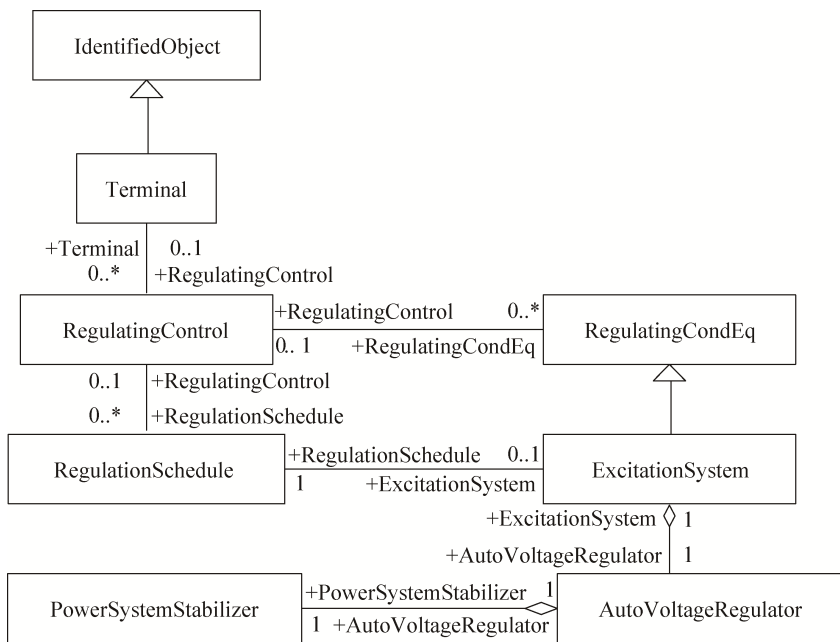 IdentifiedObject
Terminal
+Terminal 0..1
0..* +RegulatingControl
RegulatingControl
+RegulatingControl 0..*
0.. 1 +RegulatingCondEq
RegulatingCondEq
0..1 +RegulatingControl
0..* +RegulationSchedule
RegulationSchedule
+RegulationSchedule 0..1
1 +ExcitationSystem
ExcitationSystem
+ExcitationSystem 1
+AutoVoltageRegulator 1
PowerSystemStabilizer
+PowerSystemStabilizer 1
1 +AutoVoltageRegulator
AutoVoltageRegulator